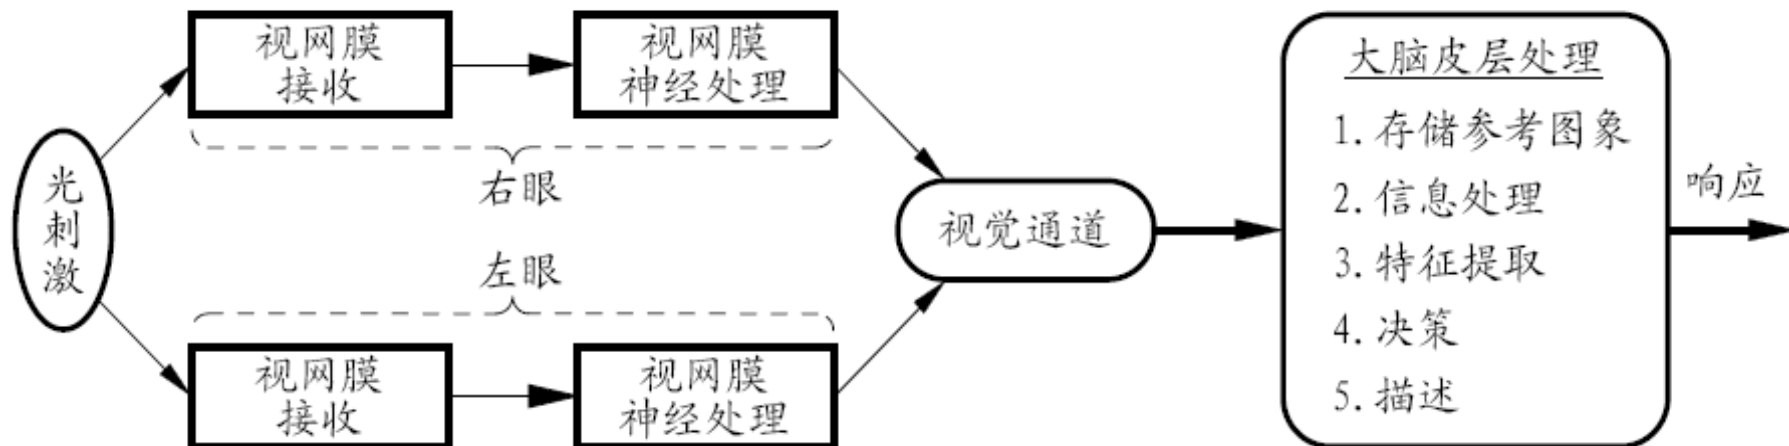 光刺激
视网膜
接收
视网膜
神经处理
右眼
左眼
视网膜
接收
视网膜
神经处理
视觉通道
大脑皮层处理
1.存储参考图象
2.信息处理
3.特征提取
4.决策
5.描述
响应